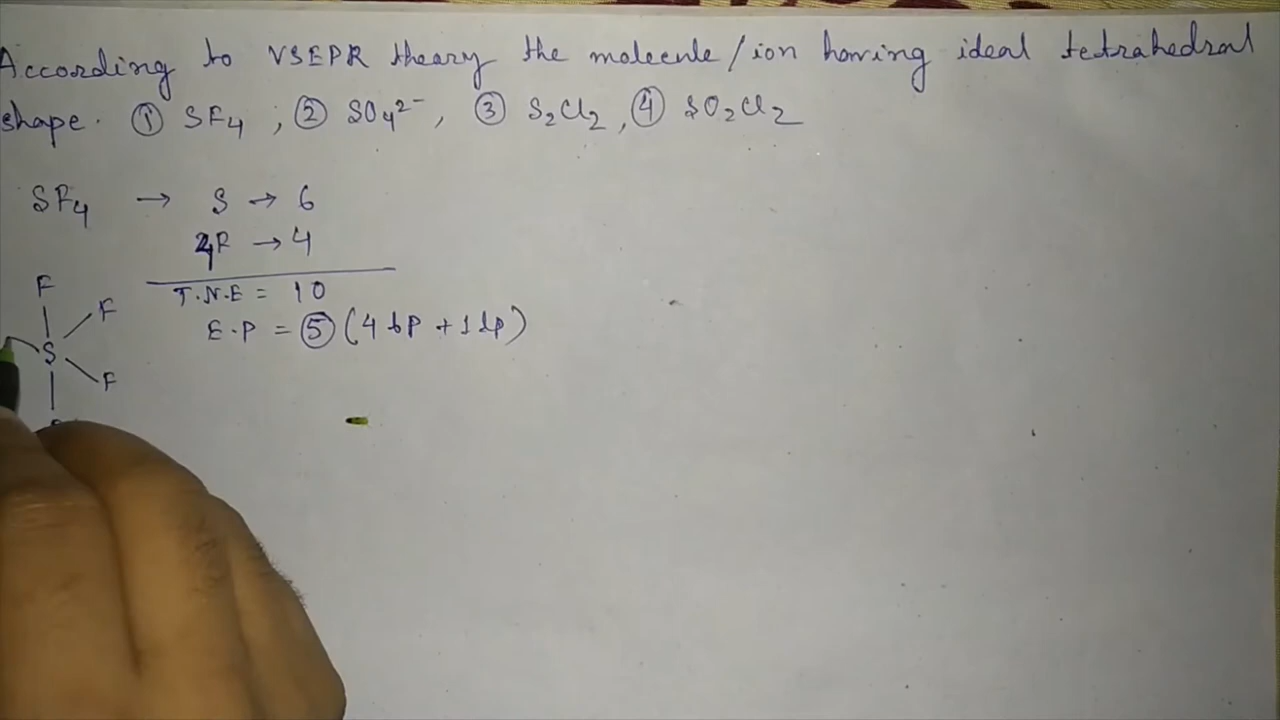 According to VSEPR theary the molecule/ion having ideal tetrahedral
shape. ① SF₄ ; ② SO₄²⁻, ③ S₂Cl₂, ④ SO₂Cl₂
SF₄ → S → 6
4F → 4
T.N.E = 10
E.P = ⑤ (4 bp + 1 lp)
F
F
S
F